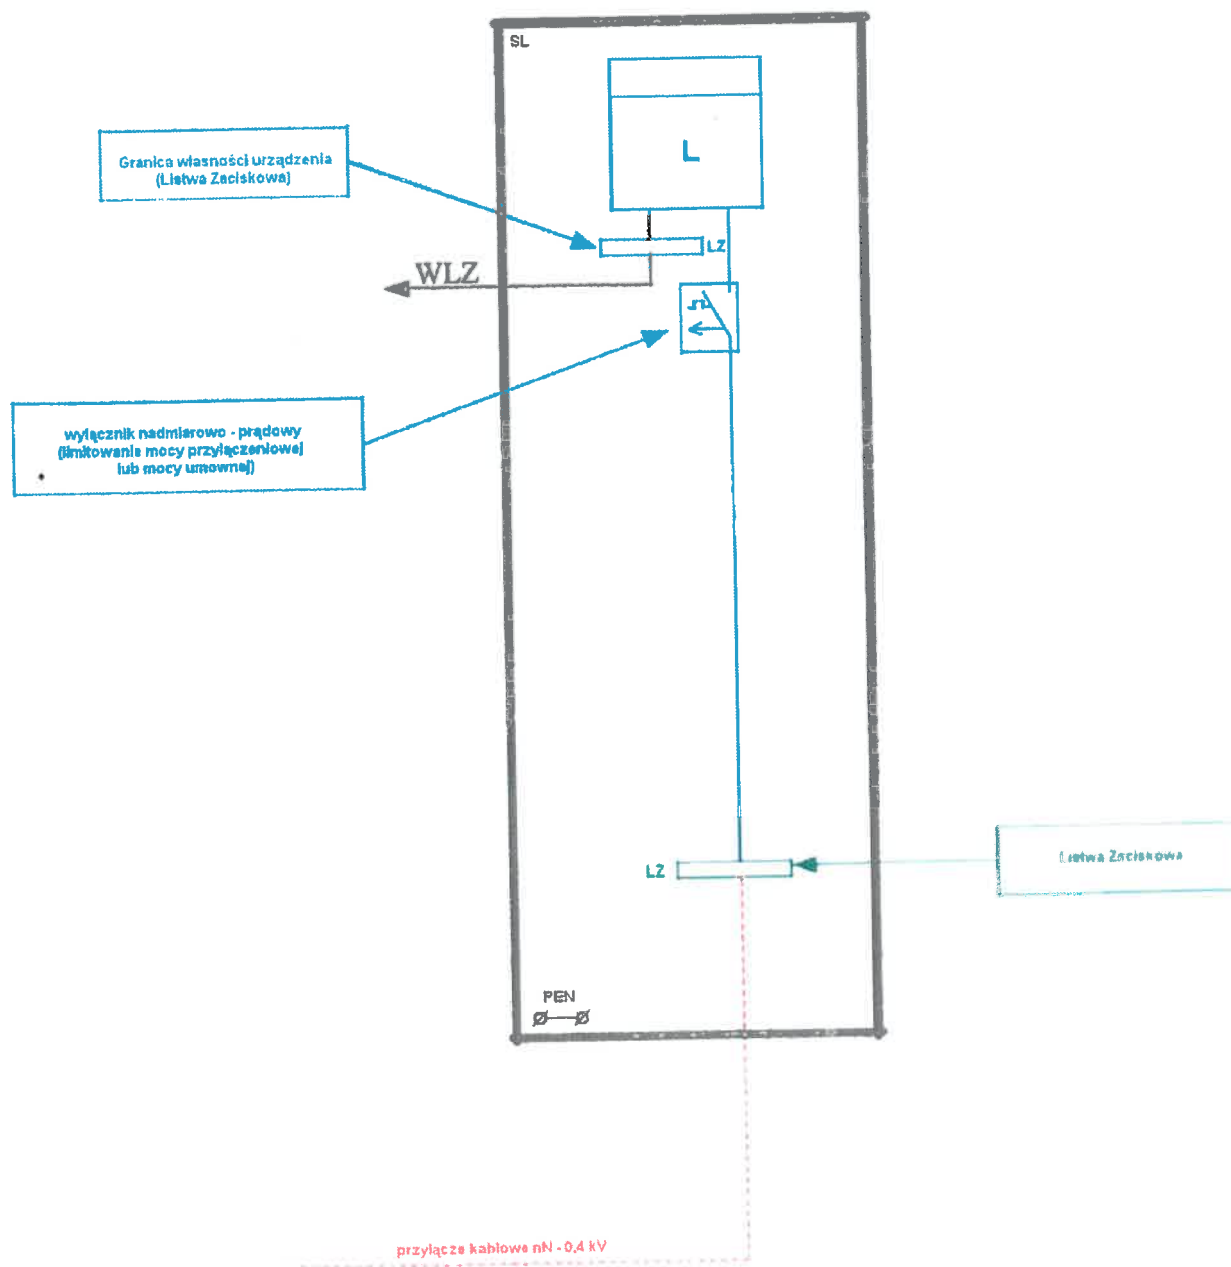 SL
L
Granica własności urządzenia
(Listwa Zaciskowa)
LZ
WLZ
wyłącznik nadmiarowo - prądowy
(limitowanie mocy przyłączeniowej
lub mocy umownej)
Listwa Zaciskowa
LZ
PEN
przyłącze kablowe nN - 0,4 kV